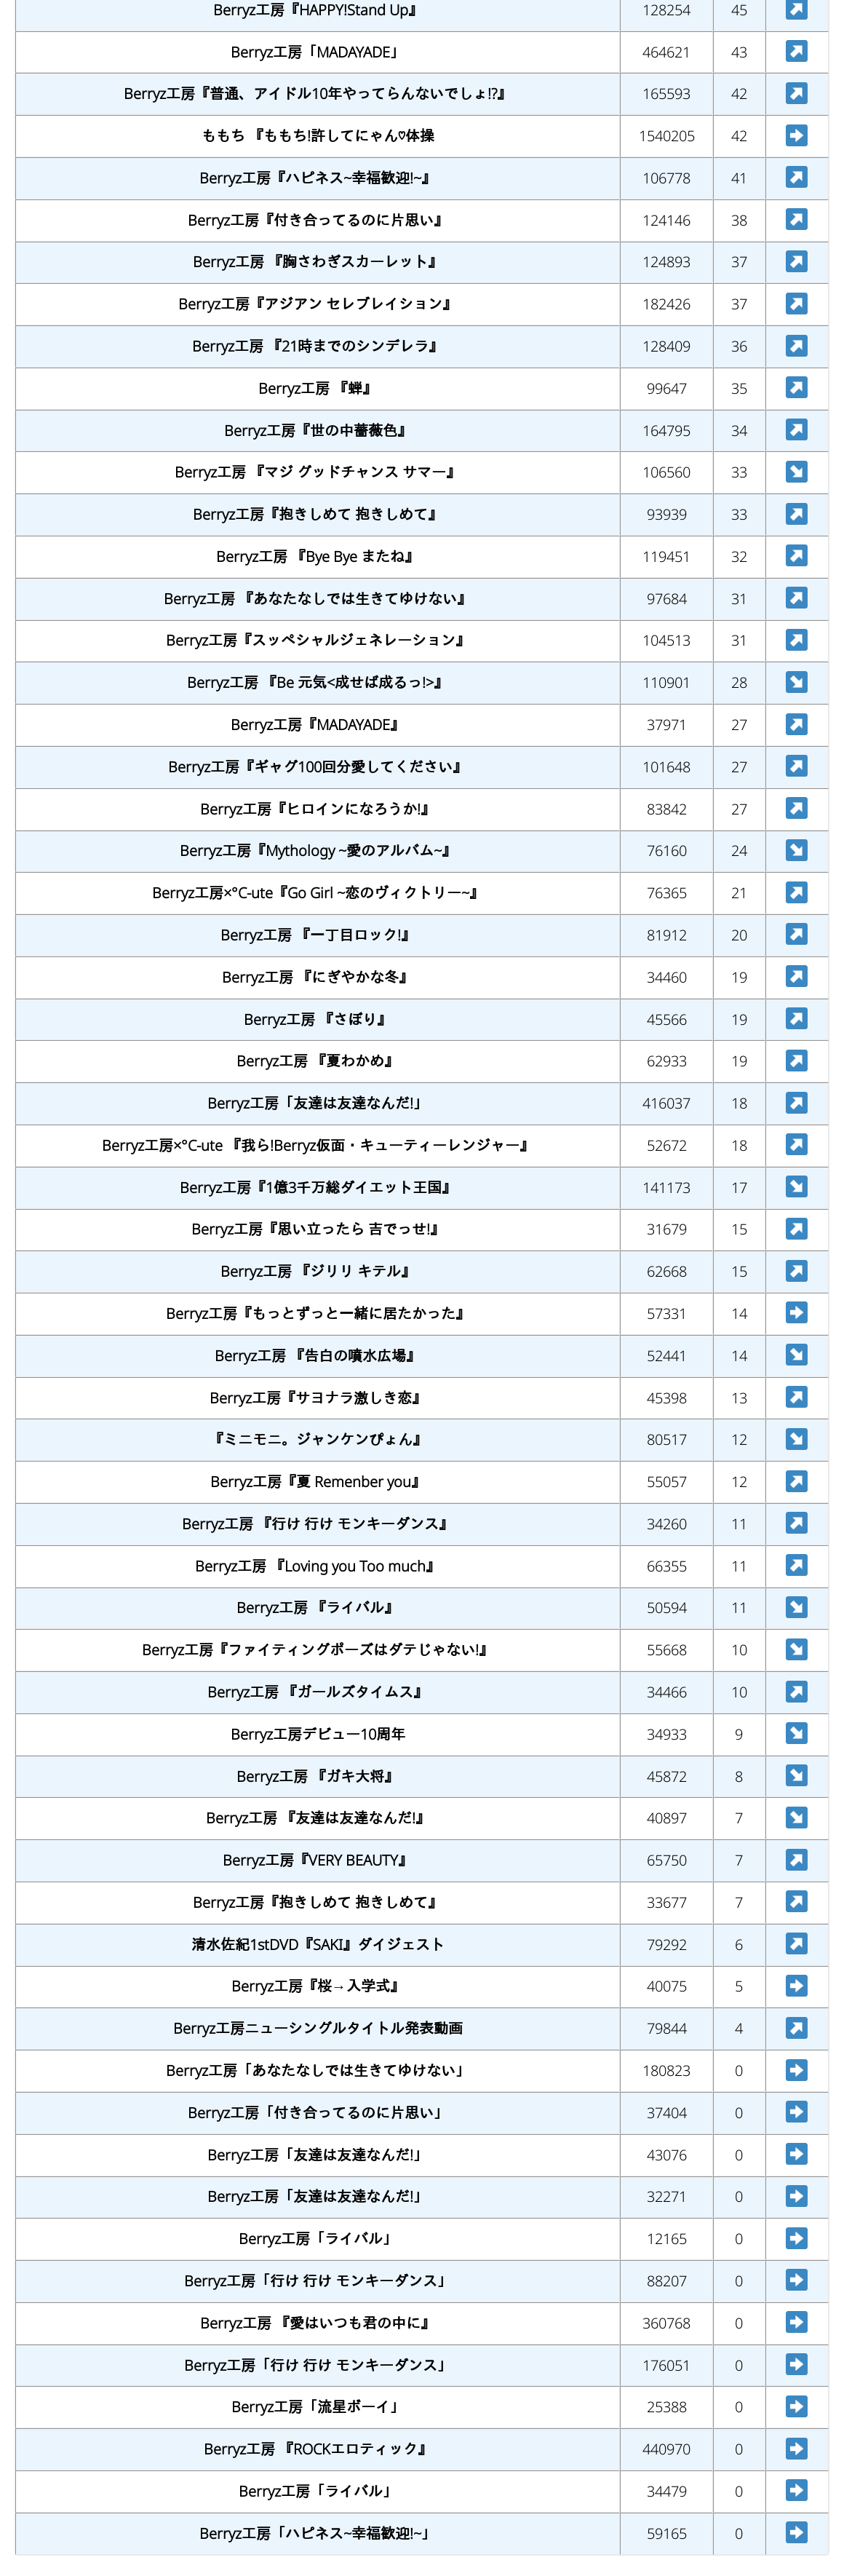 Berryz工房『HAPPY!Stand Up』 128254 45
Berryz工房「MADAYADE」 464621 43
Berryz工房『普通、アイドル10年やってらんないでしょ!?』 165593 42
ももち 『ももち!許してにゃん♡体操 1540205 42
Berryz工房『ハピネス~幸福歓迎!~』 106778 41
Berryz工房『付き合ってるのに片思い』 124146 38
Berryz工房 『胸さわぎスカーレット』 124893 37
Berryz工房『アジアン セレブレイション』 182426 37
Berryz工房 『21時までのシンデレラ』 128409 36
Berryz工房 『蝉』 99647 35
Berryz工房『世の中薔薇色』 164795 34
Berryz工房 『マジ グッドチャンス サマー』 106560 33
Berryz工房『抱きしめて 抱きしめて』 93939 33
Berryz工房 『Bye Bye またね』 119451 32
Berryz工房 『あなたなしでは生きてゆけない』 97684 31
Berryz工房『スッペシャルジェネレーション』 104513 31
Berryz工房 『Be 元気<成せば成るっ!>』 110901 28
Berryz工房『MADAYADE』 37971 27
Berryz工房『ギャグ100回分愛してください』 101648 27
Berryz工房『ヒロインになろうか!』 83842 27
Berryz工房『Mythology ~愛のアルバム~』 76160 24
Berryz工房×°C-ute『Go Girl ~恋のヴィクトリー~』 76365 21
Berryz工房 『一丁目ロック!』 81912 20
Berryz工房 『にぎやかな冬』 34460 19
Berryz工房 『さぼり』 45566 19
Berryz工房 『夏わかめ』 62933 19
Berryz工房「友達は友達なんだ!」 416037 18
Berryz工房×°C-ute 『我ら!Berryz仮面・キューティーレンジャー』 52672 18
Berryz工房『1億3千万総ダイエット王国』 141173 17
Berryz工房『思い立ったら 吉でっせ!』 31679 15
Berryz工房 『ジリリ キテル』 62668 15
Berryz工房『もっとずっと一緒に居たかった』 57331 14
Berryz工房 『告白の噴水広場』 52441 14
Berryz工房『サヨナラ激しき恋』 45398 13
『ミニモニ。ジャンケンぴょん』 80517 12
Berryz工房『夏 Remenber you』 55057 12
Berryz工房 『行け 行け モンキーダンス』 34260 11
Berryz工房 『Loving you Too much』 66355 11
Berryz工房 『ライバル』 50594 11
Berryz工房『ファイティングポーズはダテじゃない!』 55668 10
Berryz工房 『ガールズタイムス』 34466 10
Berryz工房デビュー10周年 34933 9
Berryz工房 『ガキ大将』 45872 8
Berryz工房 『友達は友達なんだ!』 40897 7
Berryz工房『VERY BEAUTY』 65750 7
Berryz工房『抱きしめて 抱きしめて』 33677 7
清水佐紀1stDVD『SAKI』ダイジェスト 79292 6
Berryz工房『桜→入学式』 40075 5
Berryz工房ニューシングルタイトル発表動画 79844 4
Berryz工房「あなたなしでは生きてゆけない」 180823 0
Berryz工房「付き合ってるのに片思い」 37404 0
Berryz工房「友達は友達なんだ!」 43076 0
Berryz工房「友達は友達なんだ!」 32271 0
Berryz工房「ライバル」 12165 0
Berryz工房「行け 行け モンキーダンス」 88207 0
Berryz工房 『愛はいつも君の中に』 360768 0
Berryz工房「行け 行け モンキーダンス」 176051 0
Berryz工房「流星ボーイ」 25388 0
Berryz工房 『ROCKエロティック』 440970 0
Berryz工房「ライバル」 34479 0
Berryz工房「ハピネス~幸福歓迎!~」 59165 0